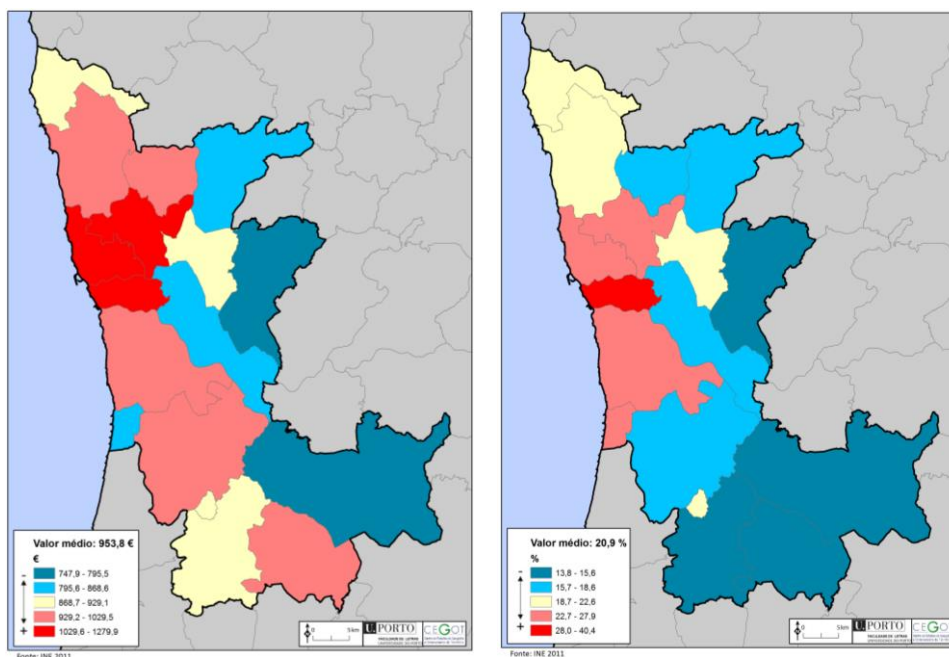 Valor médio: 953,8 €
€
-
747,9 - 795,5
795,6 - 868,6
868,7 - 929,1
929,2 - 1029,5
+
1029,6 - 1279,9
0
5km
U.PORTO
FACULDADE DE LETRAS
UNIVERSIDADE DO PORTO
CEGOT
Fonte: INE 2011
Valor médio: 20,9 %
%
-
13,8 - 15,6
15,7 - 18,6
18,7 - 22,6
22,7 - 27,9
+
28,0 - 40,4
0
5km
U.PORTO
FACULDADE DE LETRAS
UNIVERSIDADE DO PORTO
CEGOT
Fonte: INE 2011